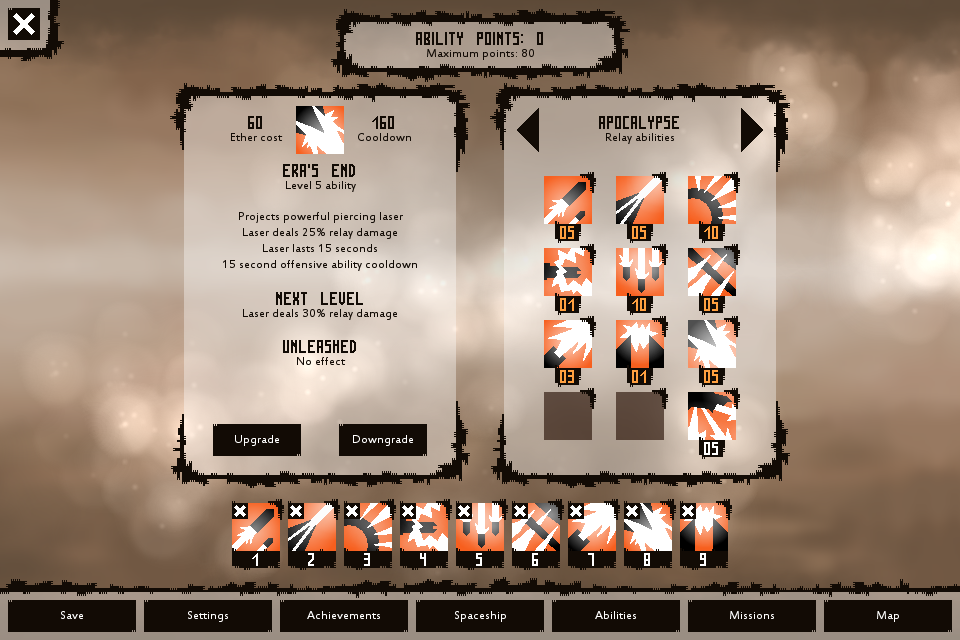 ABILITY POINTS: 0
Maximum points: 80
60
Ether cost
160
Cooldown
ERA'S END
Level 5 ability
Projects powerful piercing laser
Laser deals 25% relay damage
Laser lasts 15 seconds
15 second offensive ability cooldown
NEXT LEVEL
Laser deals 30% relay damage
UNLEASHED
No effect
Upgrade
Downgrade
APOCALYPSE
Relay abilities
05 05 10
01 10 05
03 01 05
05
1 2 3 4 5 6 7 8 9
Save Settings Achievements Spaceship Abilities Missions Map